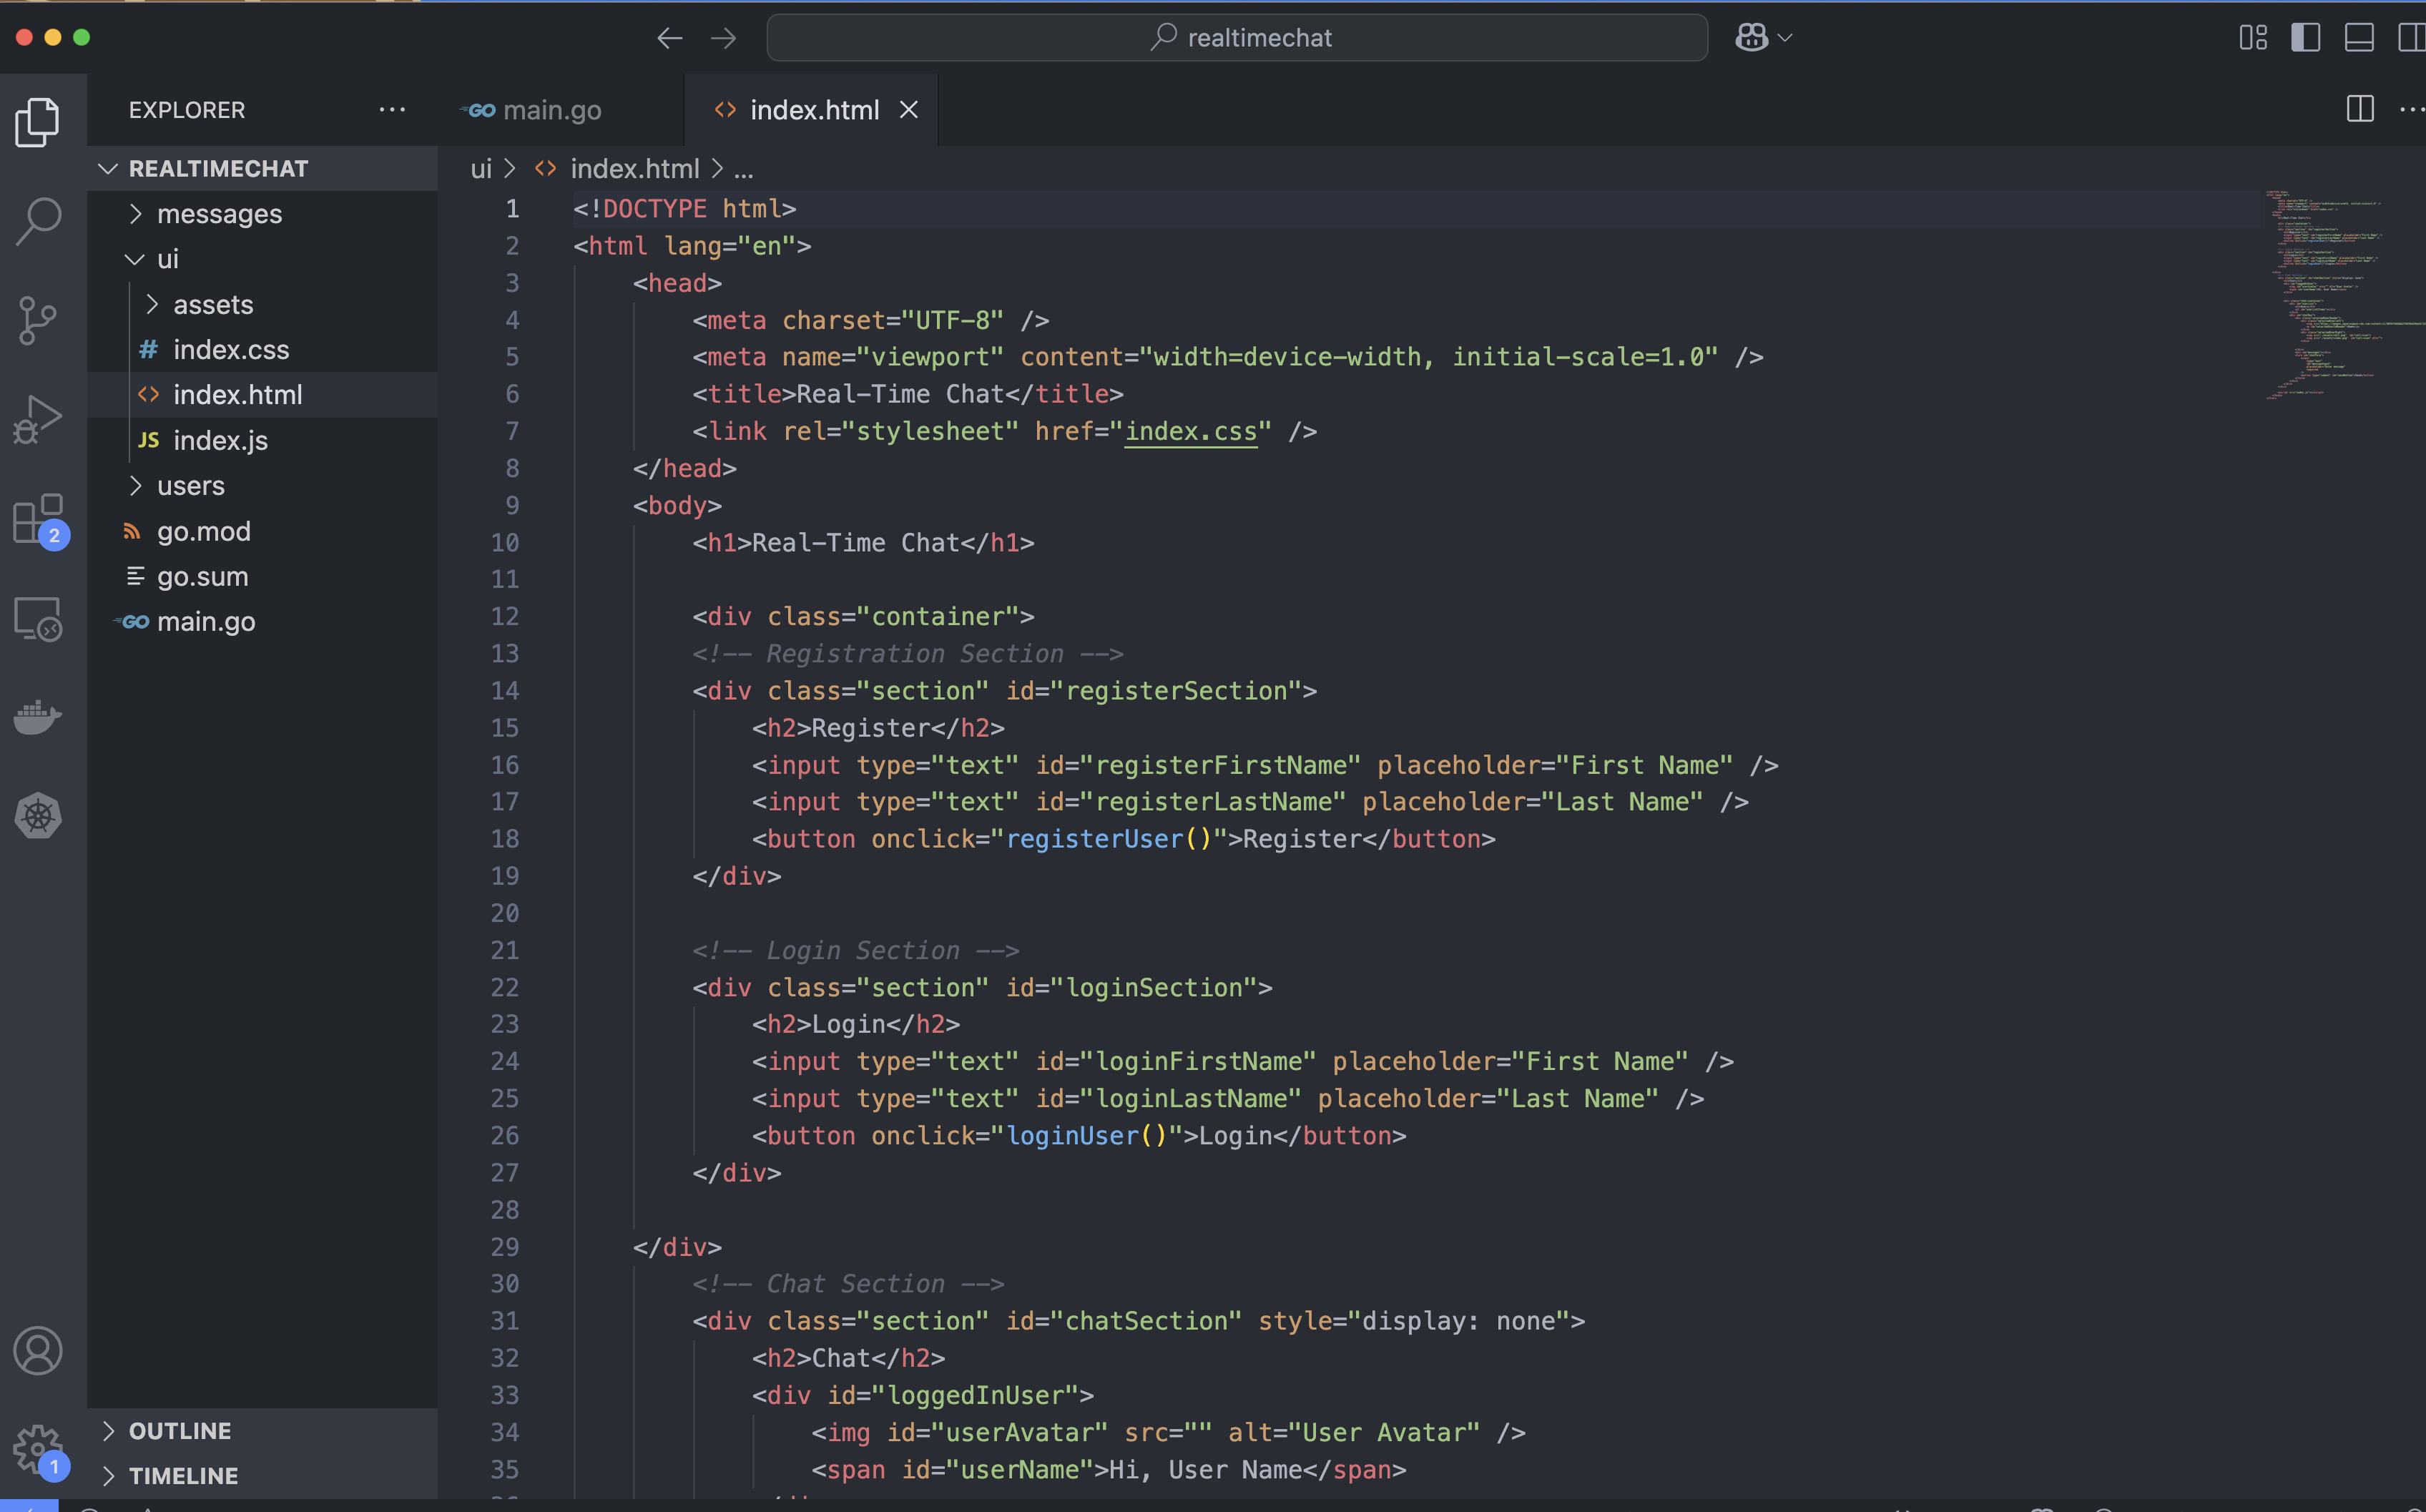 realtimechat
EXPLORER
GO main.go
<> index.html
REALTIMECHAT
messages
ui
assets
# index.css
<> index.html
JS index.js
users
go.mod
go.sum
GO main.go
2
OUTLINE
1
TIMELINE
ui > <> index.html > ...
1 <!DOCTYPE html>
2 <html lang="en">
3 <head>
4 <meta charset="UTF-8" />
5 <meta name="viewport" content="width=device-width, initial-scale=1.0" />
6 <title>Real-Time Chat</title>
7 <link rel="stylesheet" href="index.css" />
8 </head>
9 <body>
10 <h1>Real-Time Chat</h1>
11
12 <div class="container">
13 <!-- Registration Section -->
14 <div class="section" id="registerSection">
15 <h2>Register</h2>
16 <input type="text" id="registerFirstName" placeholder="First Name" />
17 <input type="text" id="registerLastName" placeholder="Last Name" />
18 <button onclick="registerUser()">Register</button>
19 </div>
20
21 <!-- Login Section -->
22 <div class="section" id="loginSection">
23 <h2>Login</h2>
24 <input type="text" id="loginFirstName" placeholder="First Name" />
25 <input type="text" id="loginLastName" placeholder="Last Name" />
26 <button onclick="loginUser()">Login</button>
27 </div>
28
29 </div>
30 <!-- Chat Section -->
31 <div class="section" id="chatSection" style="display: none">
32 <h2>Chat</h2>
33 <div id="loggedInUser">
34 <img id="userAvatar" src="" alt="User Avatar" />
35 <span id="userName">Hi, User Name</span>